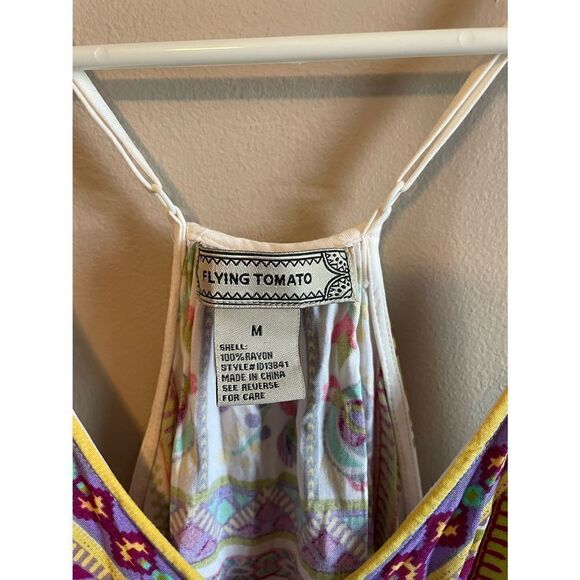 FLYING TOMATO
M
SHELL:
100%RAYON
STYLE#ID13841
MADE IN CHINA
SEE REVERSE
FOR CARE